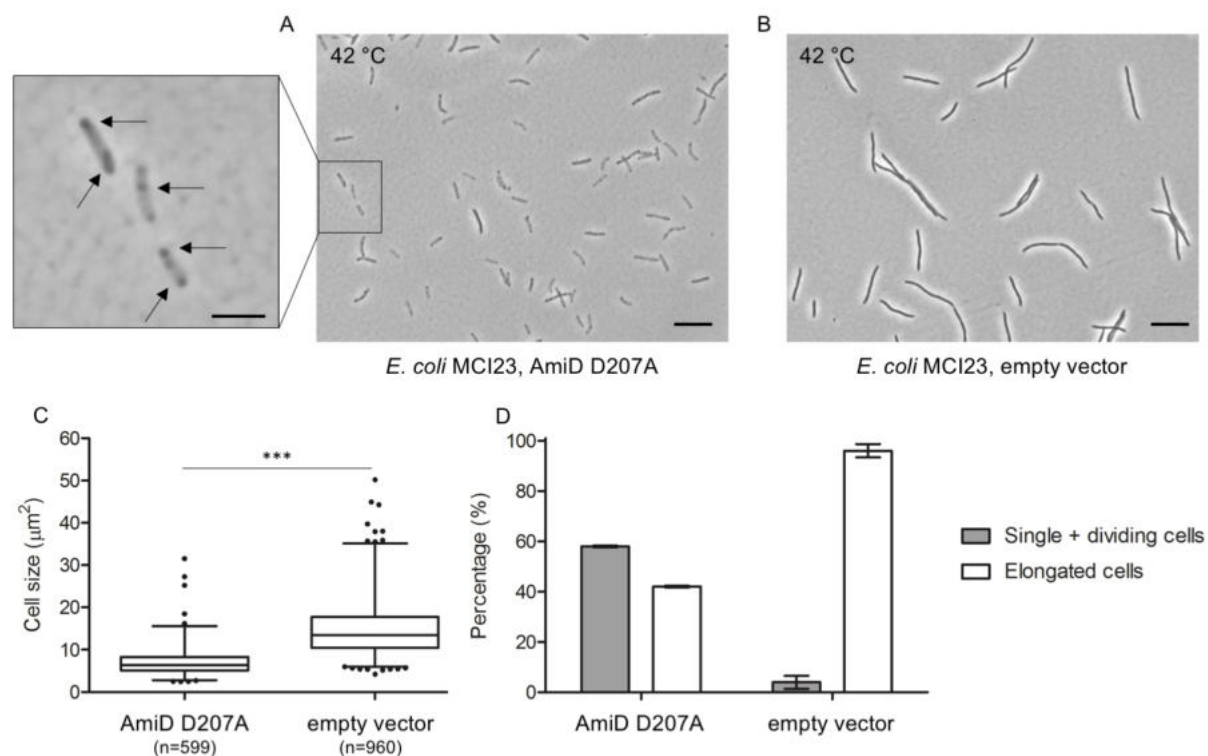 A
B
42 °C
42 °C
E. coli MCI23, AmiD D207A
E. coli MCI23, empty vector
C
60
50
40
30
20
10
0
Cell size (μm²)
***
AmiD D207A
(n=599)
empty vector
(n=960)
D
100
80
60
40
20
0
Percentage (%)
AmiD D207A
empty vector
Single + dividing cells
Elongated cells